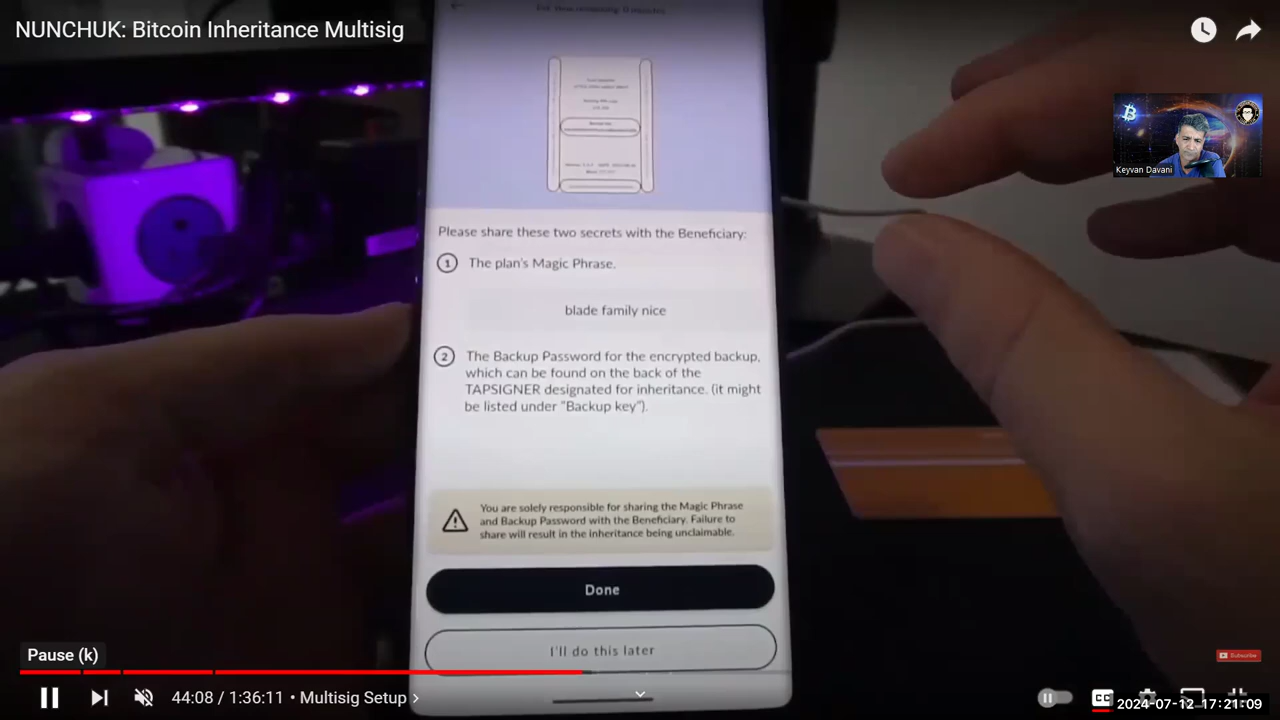 NUNCHUK: Bitcoin Inheritance Multisig
Keyvan Davani
Please share these two secrets with the Beneficiary:
1 The plan's Magic Phrase.
blade family nice
2 The Backup Password for the encrypted backup,
which can be found on the back of the
TAPSIGNER designated for inheritance. (it might
be listed under "Backup key").
You are solely responsible for sharing the Magic Phrase
and Backup Password with the Beneficiary. Failure to
share will result in the inheritance being unclaimable.
Done
I'll do this later
Pause (k)
Subscribe
44:08 / 1:36:11 • Multisig Setup
CC
2024-07-12 17:21:09